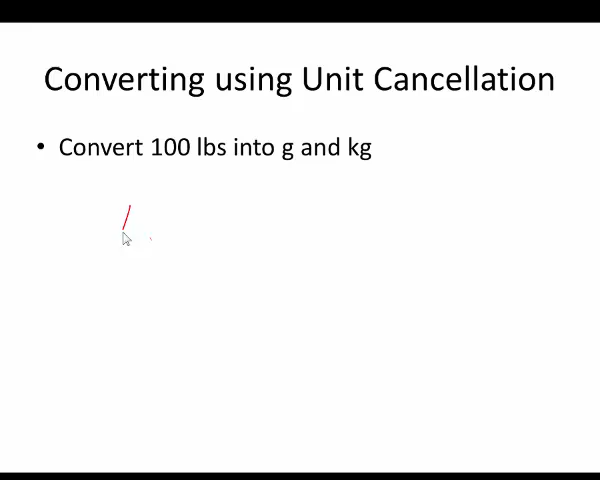 Converting using Unit Cancellation
• Convert 100 lbs into g and kg